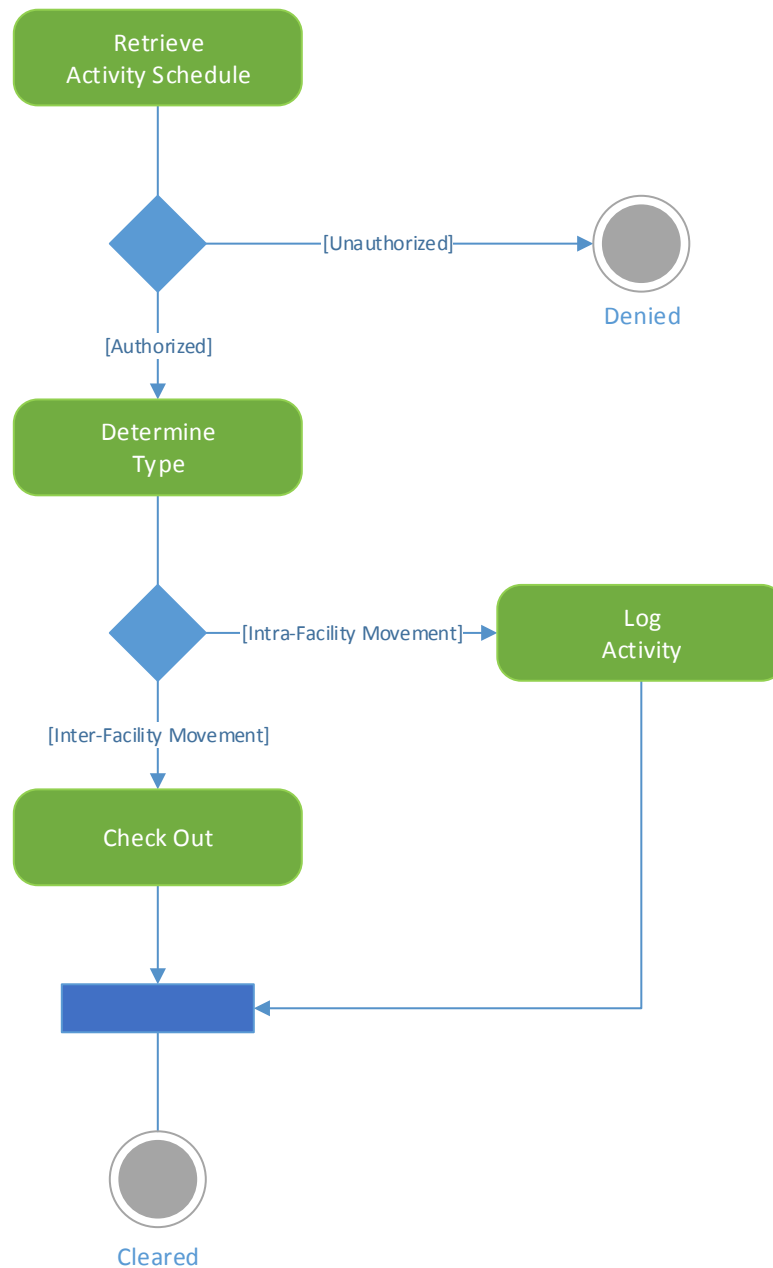 Retrieve
Activity Schedule
[Unauthorized]
Denied
[Authorized]
Determine
Type
[Intra-Facility Movement]
Log
Activity
[Inter-Facility Movement]
Check Out
Cleared